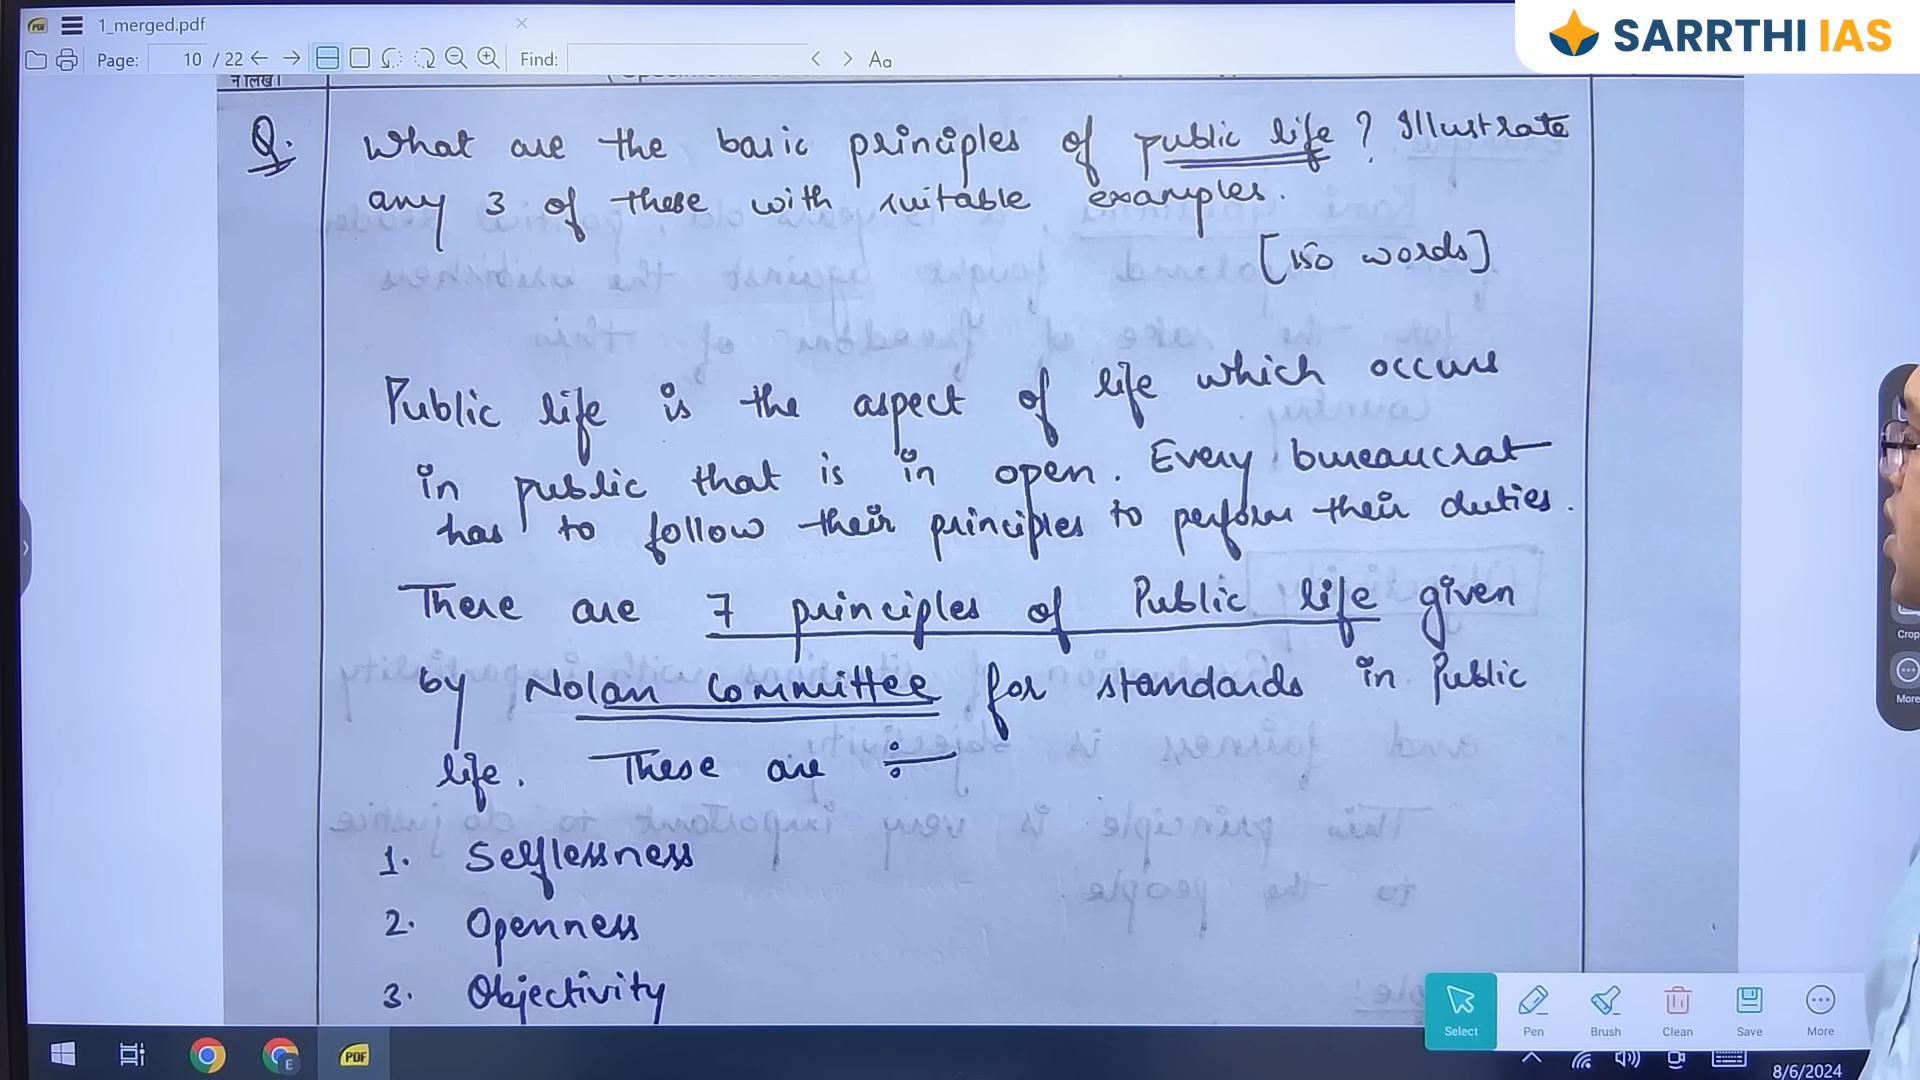 1_merged.pdf
SARRTHI IAS
Page: 10 / 22 Find: Aa
न लिखें।
Q. What are the basic principles of public life? Illustrate
any 3 of these with suitable examples.
[150 words]
Public life is the aspect of life which occurs
in public that is in open. Every bureaucrat
has to follow their principles to perform their duties.
There are 7 principles of Public life given
by Nolan Committee for standards in Public
life. These are
1. Selflessness
2. Openness
3. Objectivity
Crop
More
Select Pen Brush Clean Save More
PDF
8/6/2024